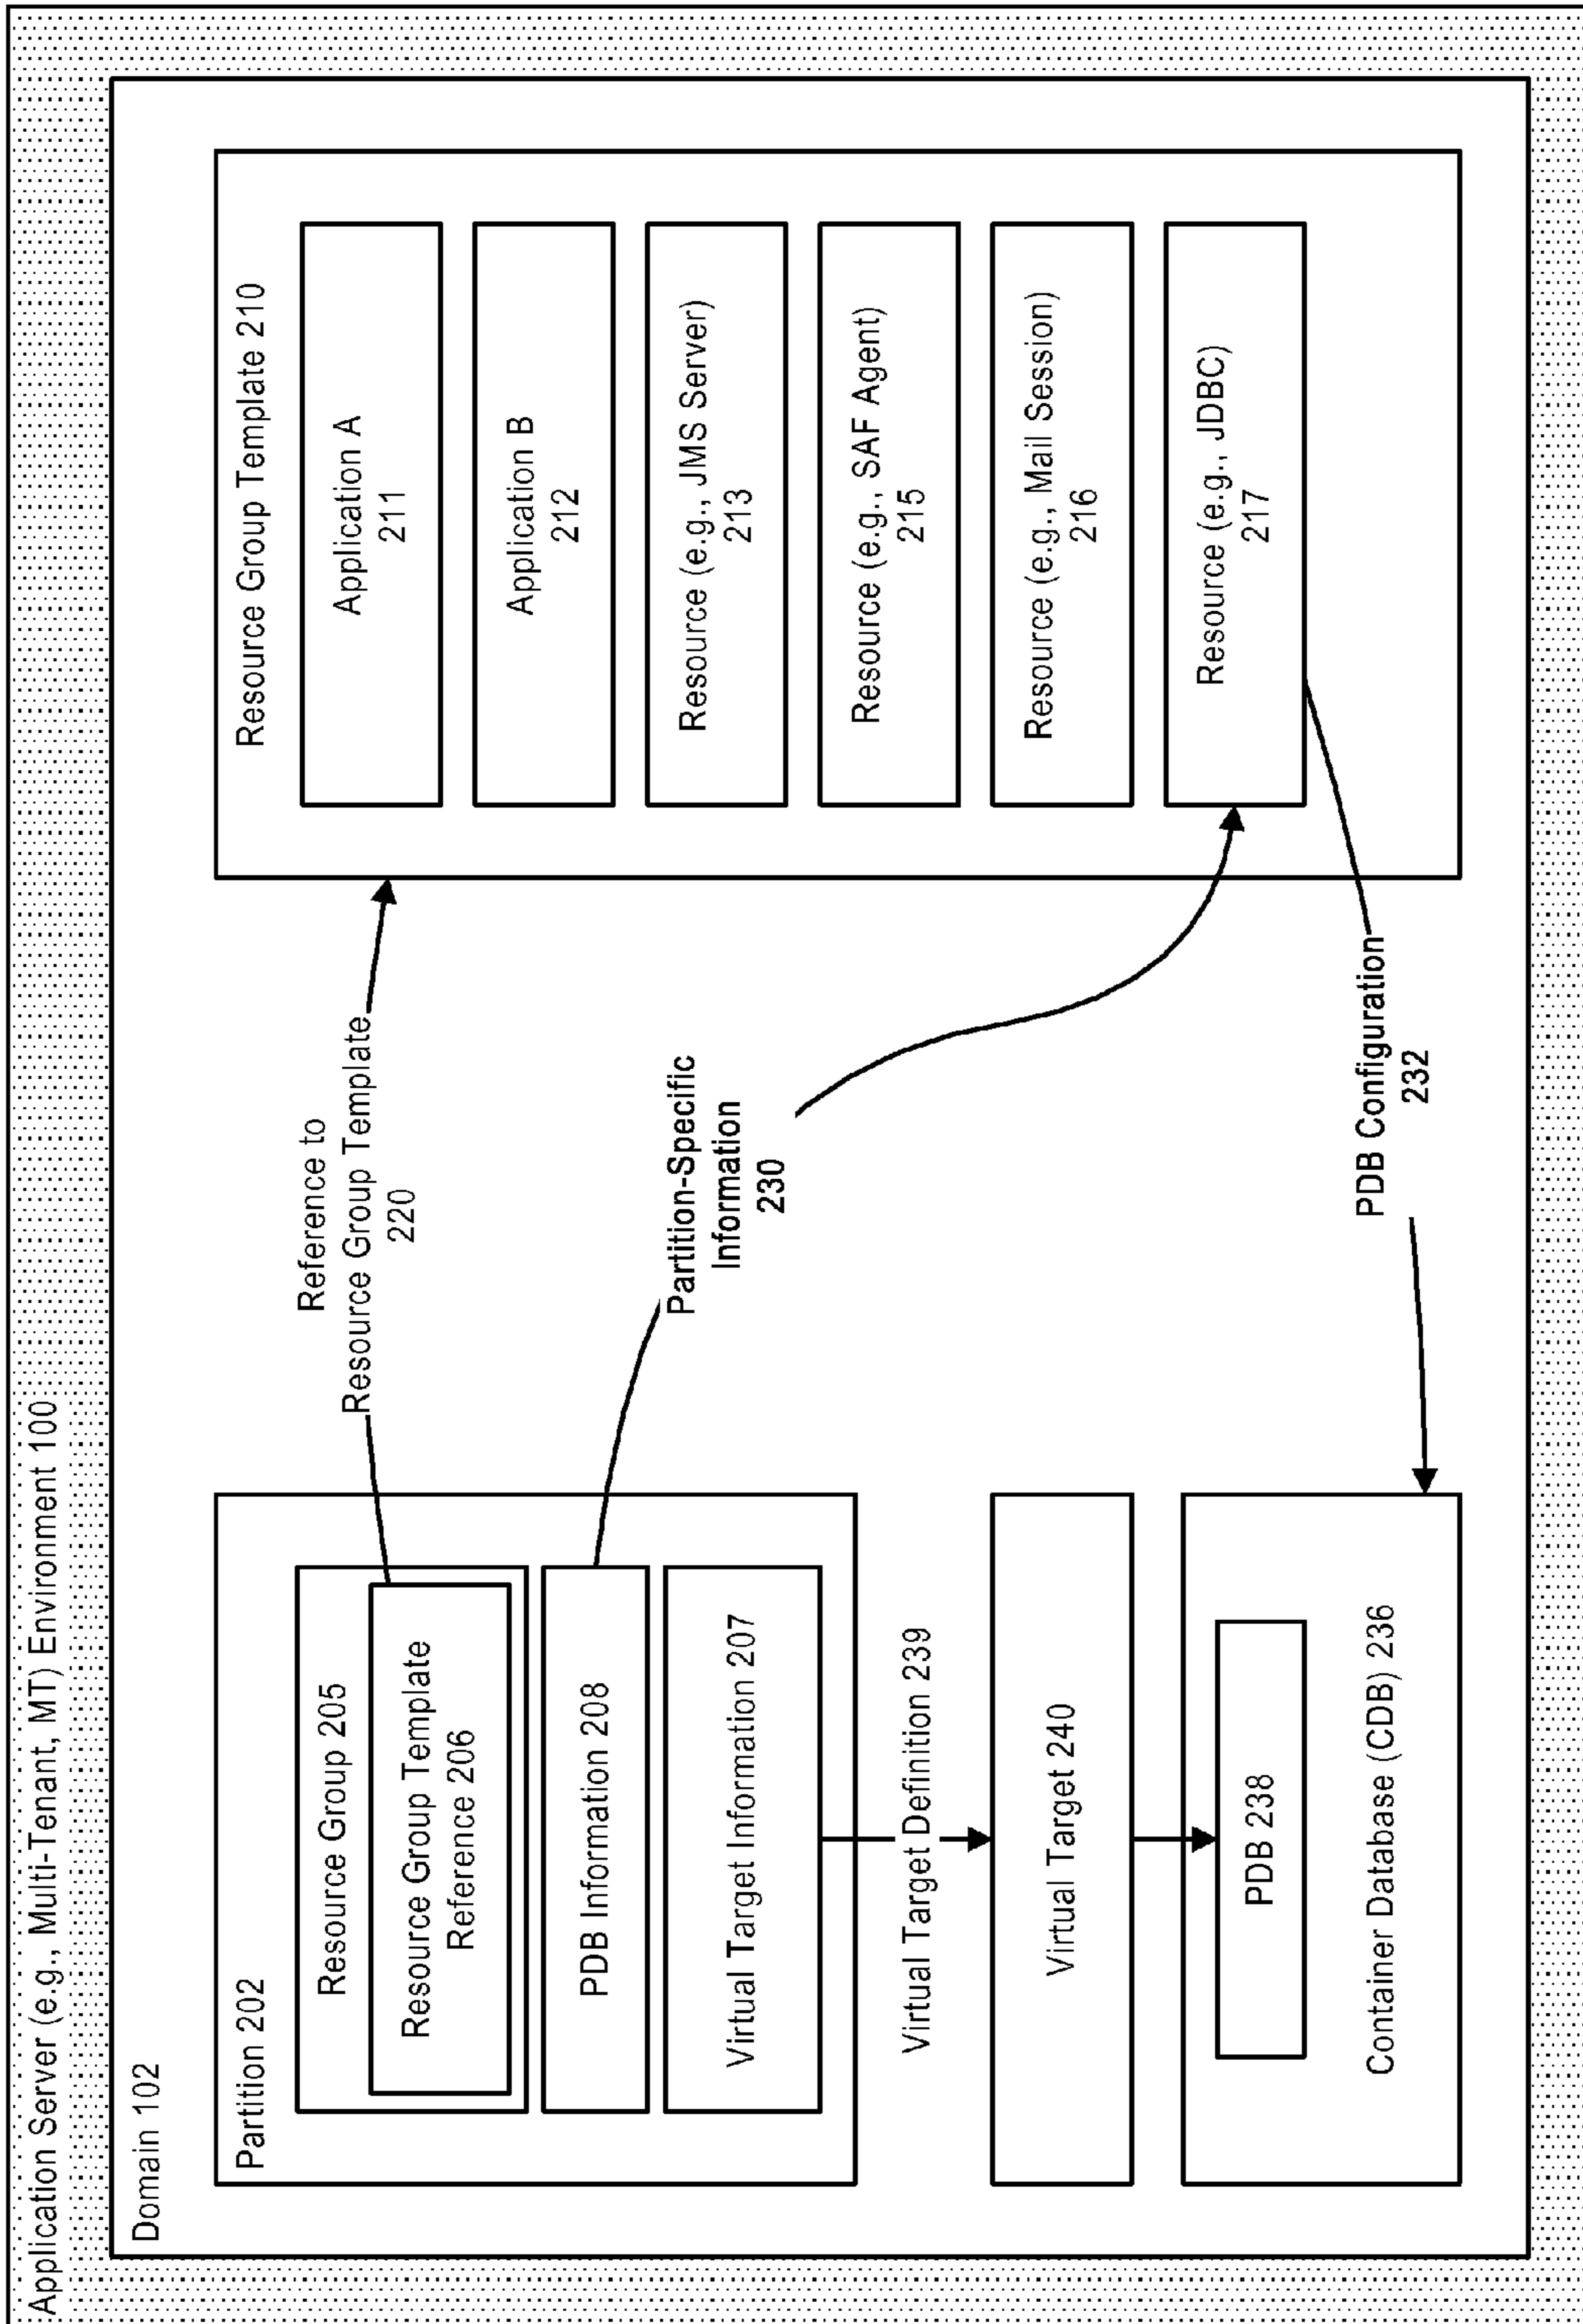 Application Server (e.g., Multi-Tenant, MT) Environment 100
Domain 102
Partition 202
Resource Group 205
Resource Group Template
Reference 206
PDB Information 208
Virtual Target Information 207
Virtual Target Definition 239
Virtual Target 240
PDB 238
Container Database (CDB) 236
Reference to
Resource Group Template
220
Partition-Specific
Information
230
PDB Configuration
232
Resource Group Template 210
Application A
211
Application B
212
Resource (e.g., JMS Server)
213
Resource (e.g., SAF Agent)
215
Resource (e.g., Mail Session)
216
Resource (e.g., JDBC)
217